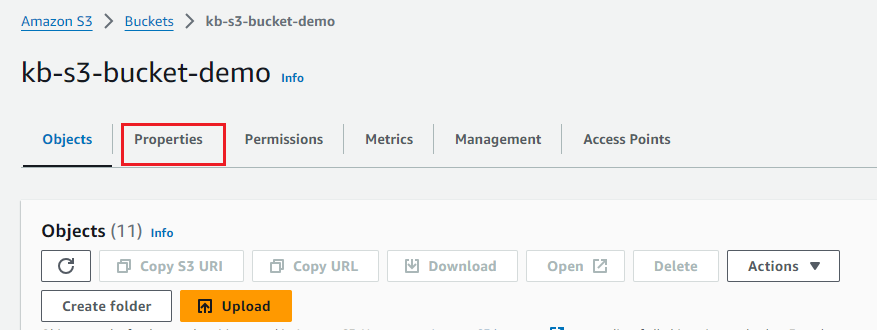 Amazon S3 > Buckets > kb-s3-bucket-demo
kb-s3-bucket-demo Info
Objects Properties Permissions Metrics Management Access Points
Objects (11) Info
Copy S3 URI Copy URL Download Open Delete Actions
Create folder Upload